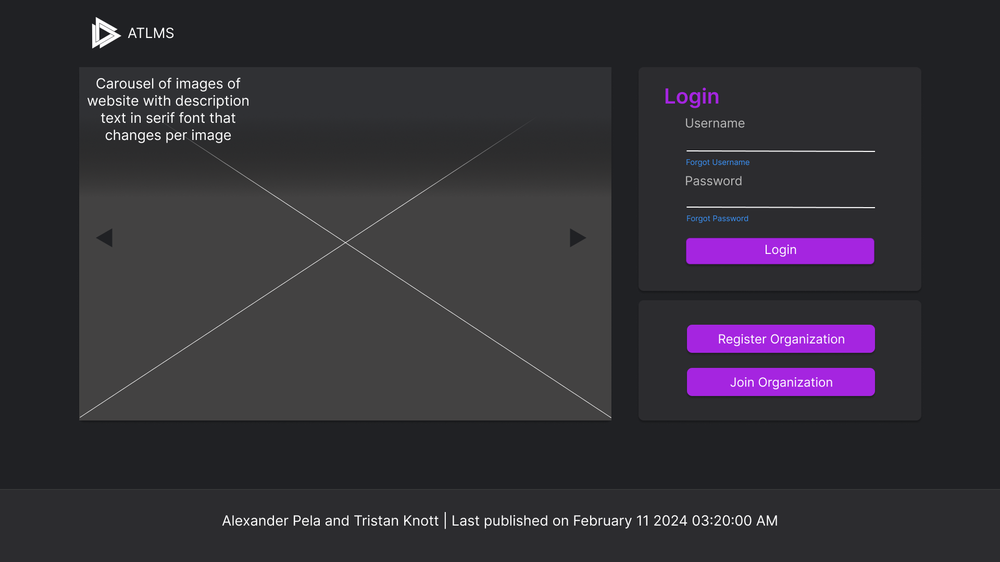 ATLMS
Carousel of images of
website with description
text in serif font that
changes per image
Login
Username
Forgot Username
Password
Forgot Password
Login
Register Organization
Join Organization
Alexander Pela and Tristan Knott | Last published on February 11 2024 03:20:00 AM